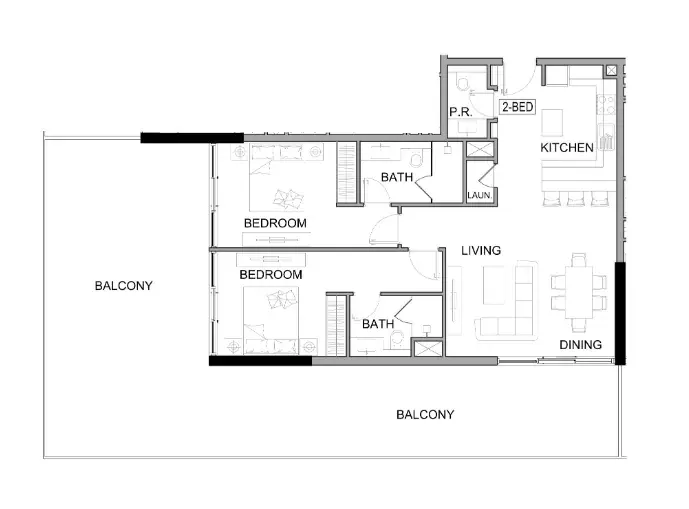 P.R.
2-BED
KITCHEN
BATH
LAUN.
BEDROOM
LIVING
BEDROOM
BALCONY
BATH
DINING
BALCONY